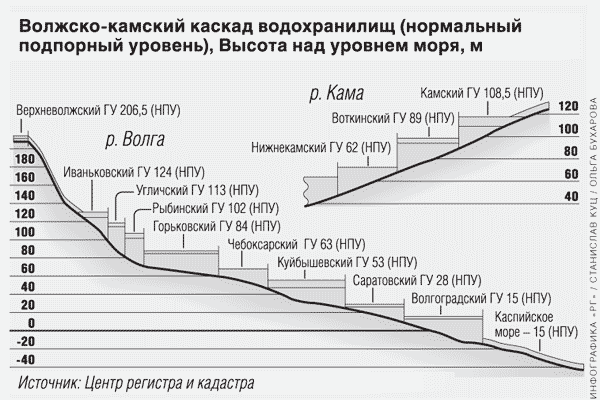 Волжско-камский каскад водохранилищ (нормальный
подпорный уровень), Высота над уровнем моря, м
Верхневолжский ГУ 206,5 (НПУ)
р. Волга
Иваньковский ГУ 124 (НПУ)
Угличский ГУ 113 (НПУ)
Рыбинский ГУ 102 (НПУ)
Горьковский ГУ 84 (НПУ)
Чебоксарский ГУ 63 (НПУ)
Куйбышевский ГУ 53 (НПУ)
Саратовский ГУ 28 (НПУ)
Волгоградский ГУ 15 (НПУ)
Каспийское
море – 15 (НПУ)
180
160
140
120
100
80
60
40
20
0
-20
-40
р. Кама
Камский ГУ 108,5 (НПУ)
Воткинский ГУ 89 (НПУ)
Нижнекамский ГУ 62 (НПУ)
120
100
80
60
40
Источник: Центр регистра и кадастра
ИНФОГРАФИКА «РГ» / СТАНИСЛАВ КУЦ / ОЛЬГА БУХАРОВА